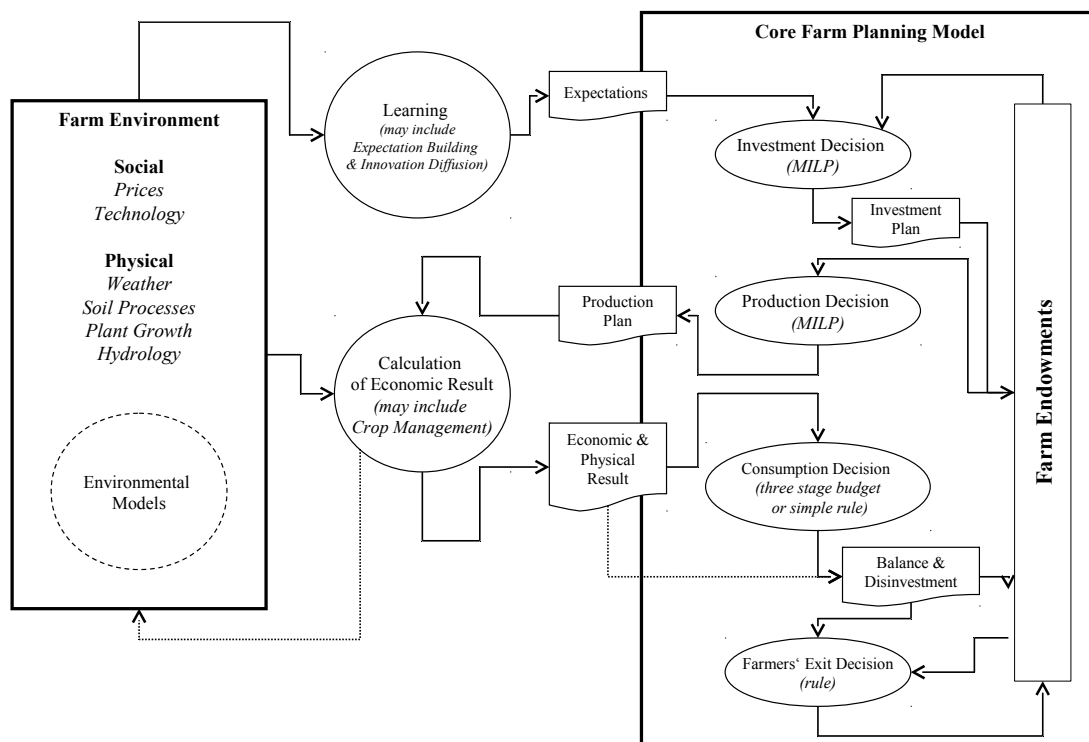 Core Farm Planning Model
Farm Environment
Social
Prices
Technology
Physical
Weather
Soil Processes
Plant Growth
Hydrology
Environmental
Models
Learning
(may include
Expectation Building
& Innovation Diffusion)
Expectations
Investment Decision
(MILP)
Investment
Plan
Production Decision
(MILP)
Production
Plan
Calculation
of Economic Result
(may include
Crop Management)
Economic &
Physical
Result
Consumption Decision
(three stage budget
or simple rule)
Balance &
Disinvestment
Farmers‘ Exit Decision
(rule)
Farm Endowments